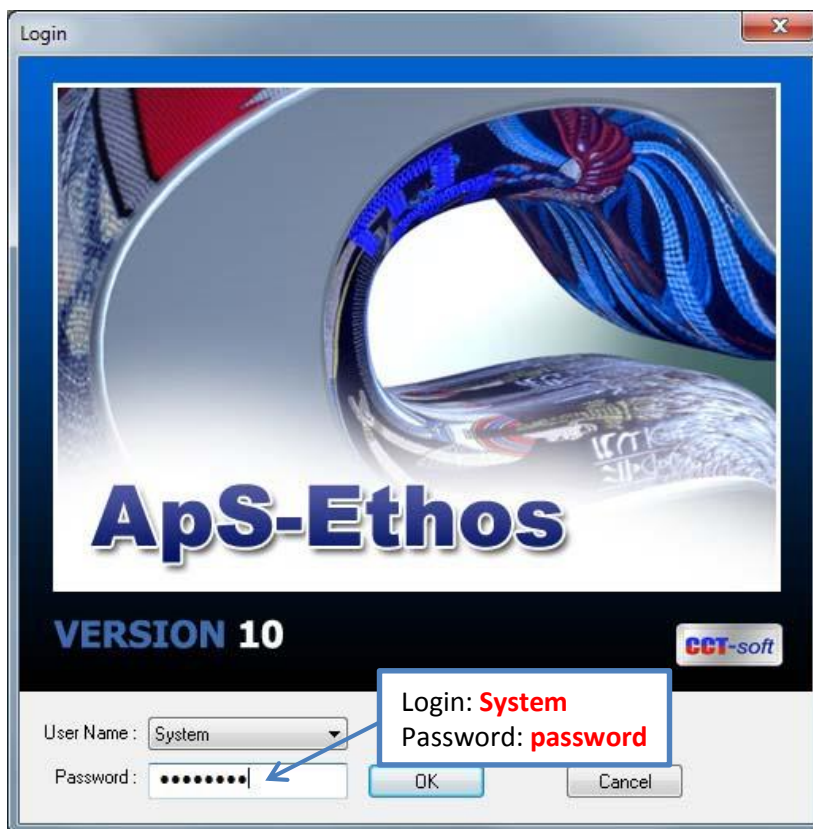 Login
ApS-Ethos
VERSION 10
CCT-soft
Login: System
Password: password
User Name : System
Password : ••••••••
OK Cancel